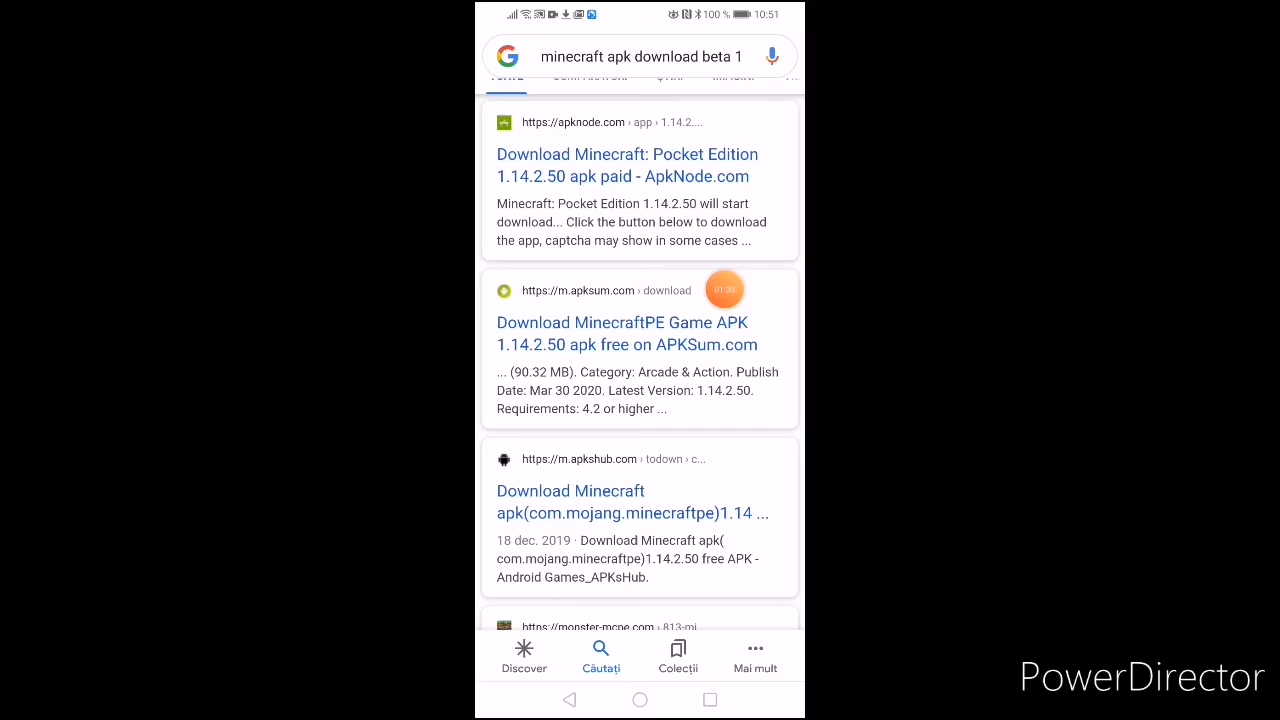 100 % 10:51
minecraft apk download beta 1
https://apknode.com › app › 1.14.2....
Download Minecraft: Pocket Edition
1.14.2.50 apk paid - ApkNode.com
Minecraft: Pocket Edition 1.14.2.50 will start
download... Click the button below to download
the app, captcha may show in some cases ...
https://m.apksum.com › download
01:30
Download MinecraftPE Game APK
1.14.2.50 apk free on APKSum.com
... (90.32 MB). Category: Arcade & Action. Publish
Date: Mar 30 2020. Latest Version: 1.14.2.50.
Requirements: 4.2 or higher ...
https://m.apkshub.com › todown › c...
Download Minecraft
apk(com.mojang.minecraftpe)1.14 ...
18 dec. 2019 · Download Minecraft apk(
com.mojang.minecraftpe)1.14.2.50 free APK -
Android Games_APKsHub.
https://monster-mcpe.com › 813-mi
Discover Căutați Colecții Mai mult
PowerDirector